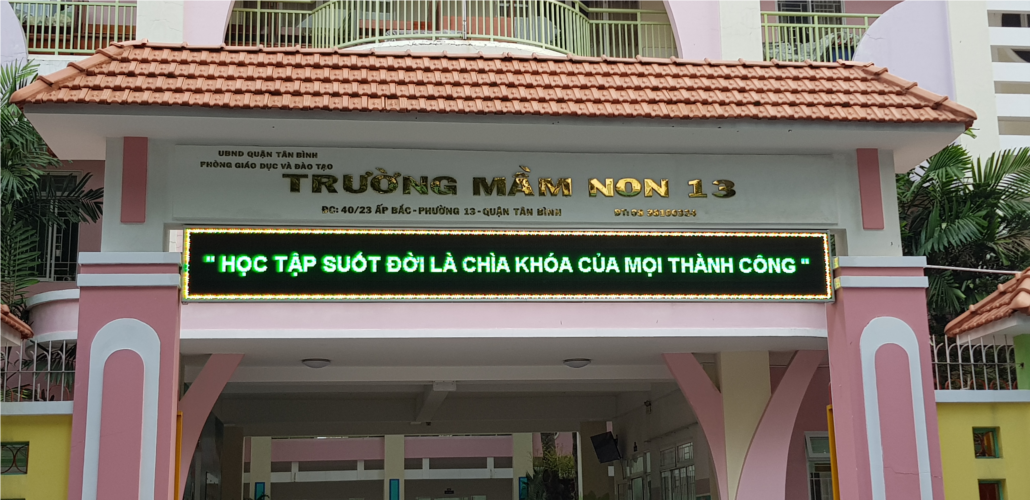 UBND QUẬN TÂN BÌNH
PHÒNG GIÁO DỤC VÀ ĐÀO TẠO
TRƯỜNG MẦM NON 13
ĐC: 40/23 ẤP BẮC - PHƯỜNG 13 - QUẬN TÂN BÌNH
" HỌC TẬP SUỐT ĐỜI LÀ CHÌA KHÓA CỦA MỌI THÀNH CÔNG "